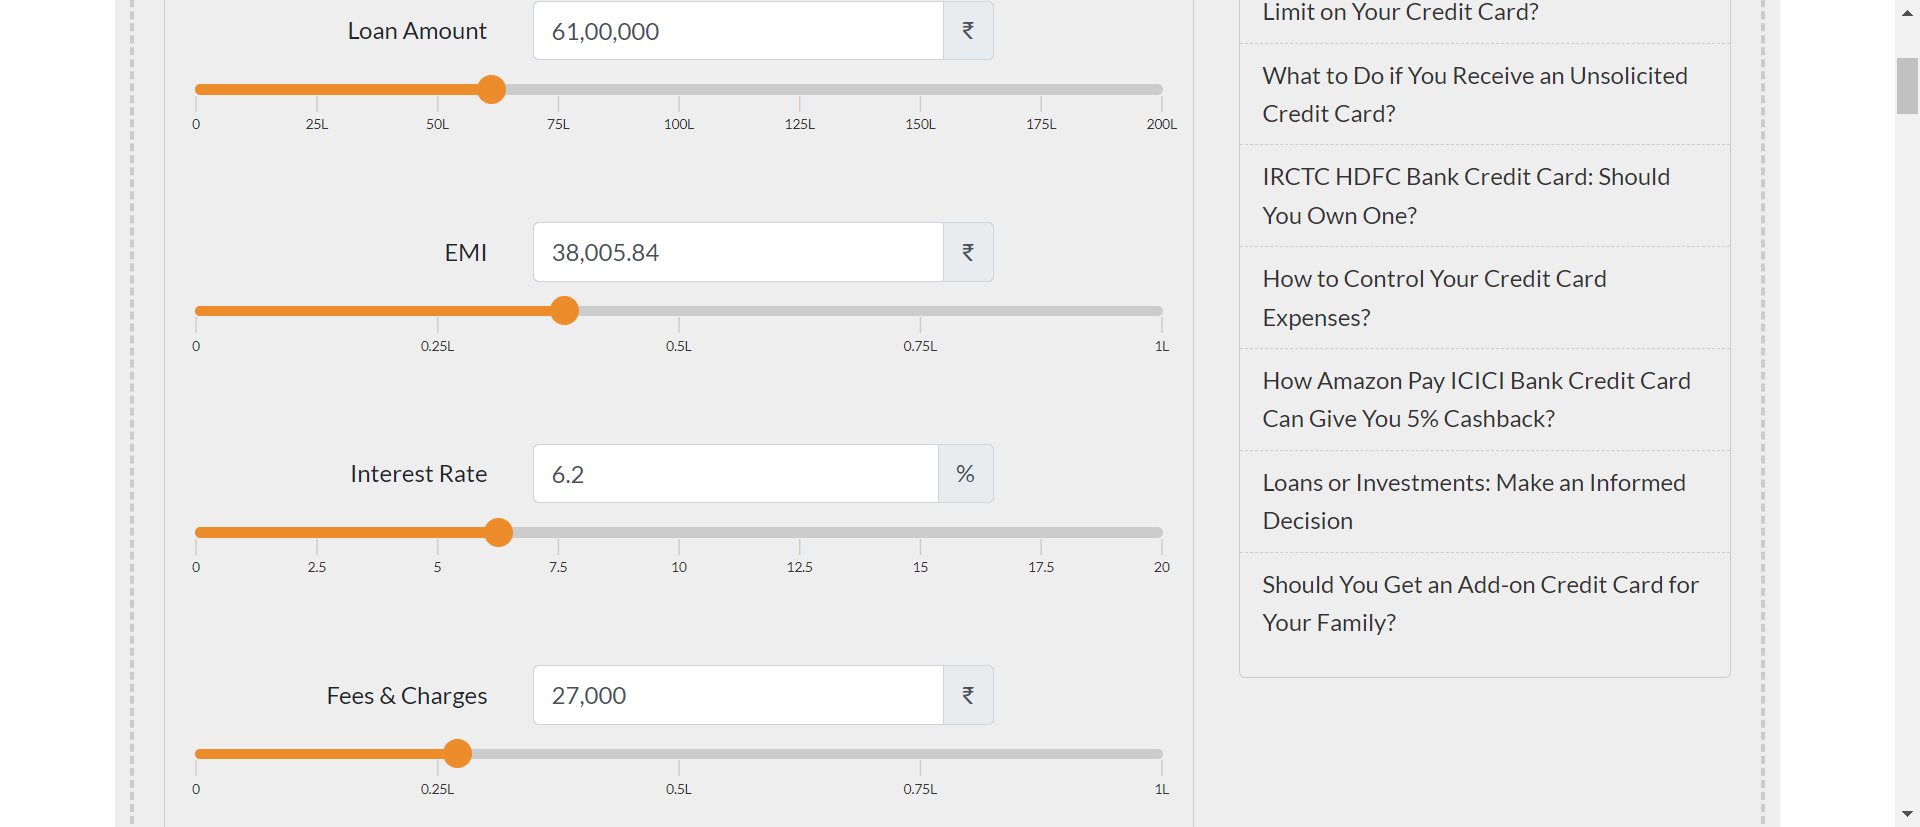 Loan Amount
61,00,000 ₹
0 25L 50L 75L 100L 125L 150L 175L 200L
EMI
38,005.84 ₹
0 0.25L 0.5L 0.75L 1L
Interest Rate
6.2 %
0 2.5 5 7.5 10 12.5 15 17.5 20
Fees & Charges
27,000 ₹
0 0.25L 0.5L 0.75L 1L
Limit on Your Credit Card?
What to Do if You Receive an Unsolicited
Credit Card?
IRCTC HDFC Bank Credit Card: Should
You Own One?
How to Control Your Credit Card
Expenses?
How Amazon Pay ICICI Bank Credit Card
Can Give You 5% Cashback?
Loans or Investments: Make an Informed
Decision
Should You Get an Add-on Credit Card for
Your Family?